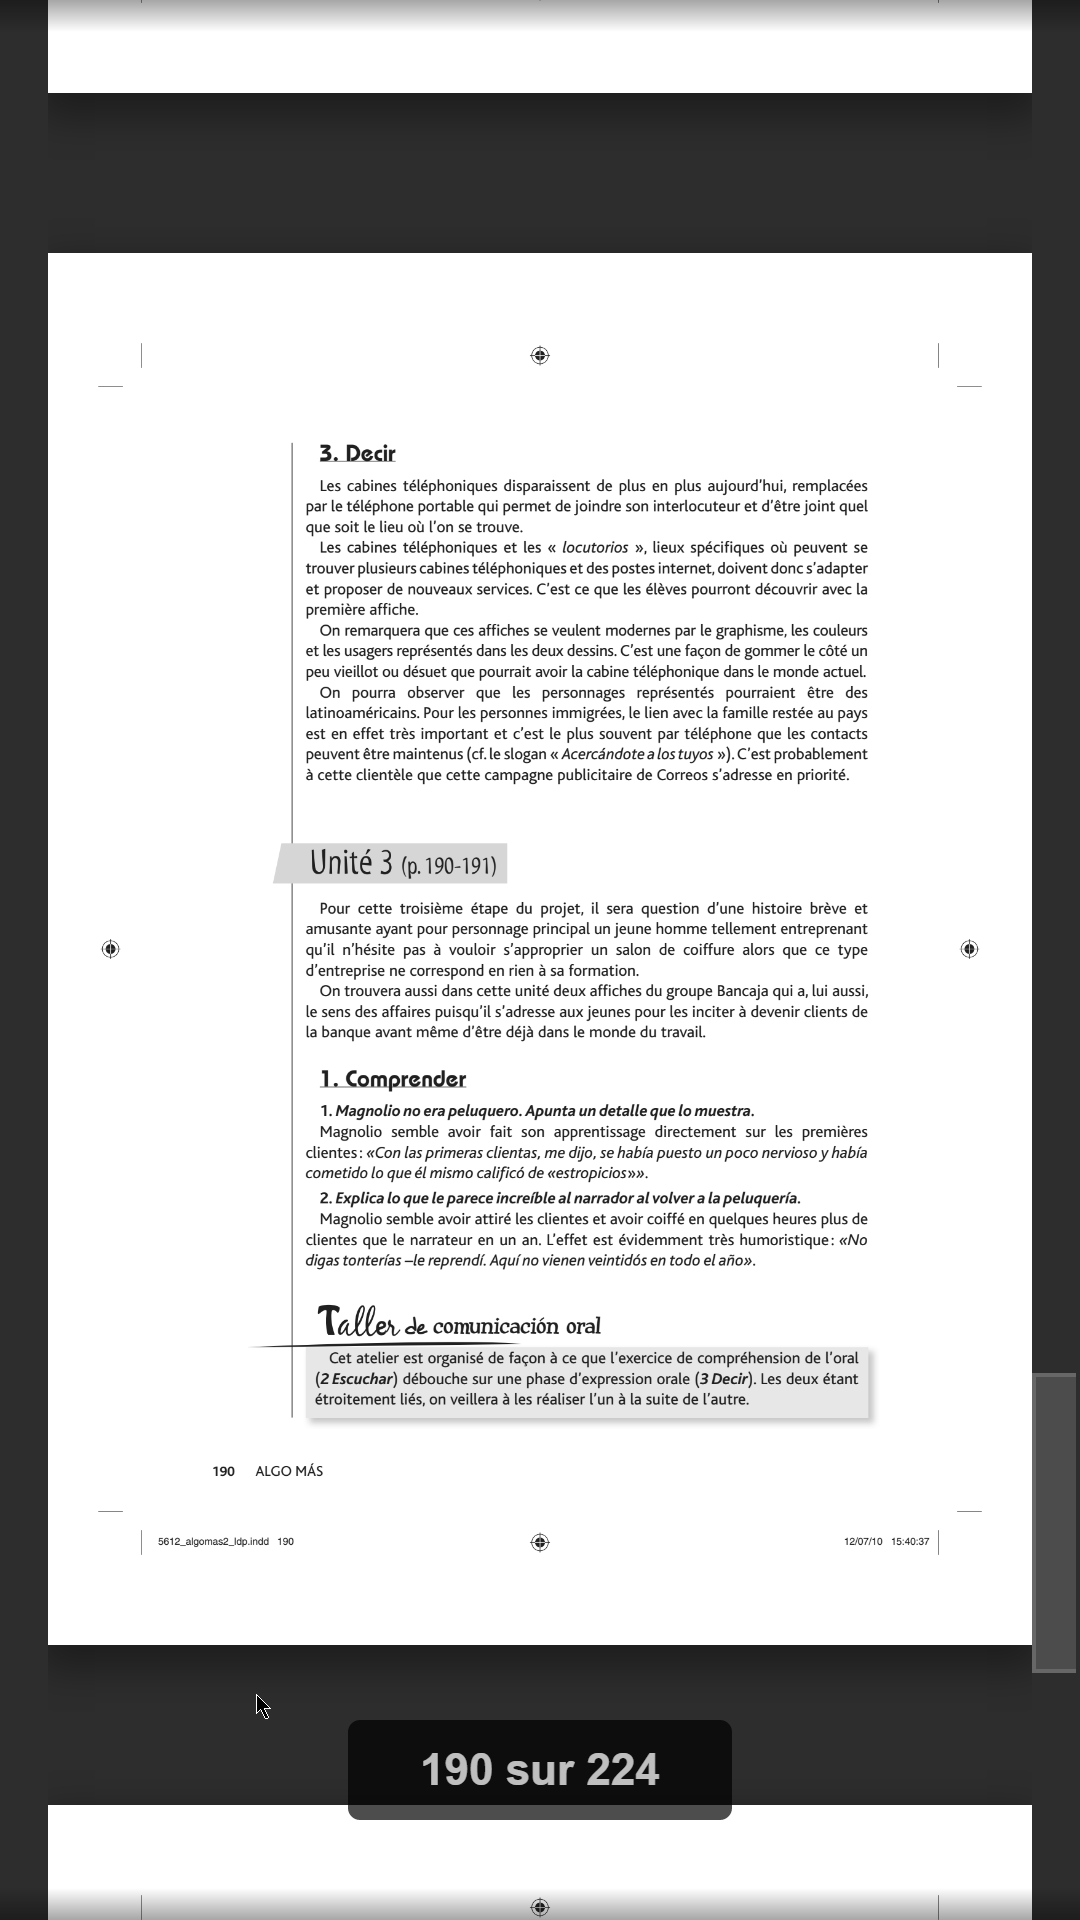 3. Decir
Les cabines téléphoniques disparaissent de plus en plus aujourd’hui, remplacées
par le téléphone portable qui permet de joindre son interlocuteur et d’être joint quel
que soit le lieu où l’on se trouve.
Les cabines téléphoniques et les « locutorios », lieux spécifiques où peuvent se
trouver plusieurs cabines téléphoniques et des postes internet, doivent donc s’adapter
et proposer de nouveaux services. C’est ce que les élèves pourront découvrir avec la
première affiche.
On remarquera que ces affiches se veulent modernes par le graphisme, les couleurs
et les usagers représentés dans les deux dessins. C’est une façon de gommer le côté un
peu vieillot ou désuet que pourrait avoir la cabine téléphonique dans le monde actuel.
On pourra observer que les personnages représentés pourraient être des
latinoaméricains. Pour les personnes immigrées, le lien avec la famille restée au pays
est en effet très important et c’est le plus souvent par téléphone que les contacts
peuvent être maintenus (cf. le slogan « Acercándote a los tuyos »). C’est probablement
à cette clientèle que cette campagne publicitaire de Correos s’adresse en priorité.
Unité 3 (p. 190-191)
Pour cette troisième étape du projet, il sera question d’une histoire brève et
amusante ayant pour personnage principal un jeune homme tellement entreprenant
qu’il n’hésite pas à vouloir s’approprier un salon de coiffure alors que ce type
d’entreprise ne correspond en rien à sa formation.
On trouvera aussi dans cette unité deux affiches du groupe Bancaja qui a, lui aussi,
le sens des affaires puisqu’il s’adresse aux jeunes pour les inciter à devenir clients de
la banque avant même d’être déjà dans le monde du travail.
1. Comprender
1. Magnolio no era peluquero. Apunta un detalle que lo muestra.
Magnolio semble avoir fait son apprentissage directement sur les premières
clientes : «Con las primeras clientas, me dijo, se había puesto un poco nervioso y había
cometido lo que él mismo calificó de «estropicios»».
2. Explica lo que le parece increíble al narrador al volver a la peluquería.
Magnolio semble avoir attiré les clientes et avoir coiffé en quelques heures plus de
clientes que le narrateur en un an. L’effet est évidemment très humoristique : «No
digas tonterías –le reprendí. Aquí no vienen veintidós en todo el año».
Taller de comunicación oral
Cet atelier est organisé de façon à ce que l’exercice de compréhension de l’oral
(2 Escuchar) débouche sur une phase d’expression orale (3 Decir). Les deux étant
étroitement liés, on veillera à les réaliser l’un à la suite de l’autre.
190 ALGO MÁS
5612_algomas2_ldp.indd 190 12/07/10 15:40:37
190 sur 224